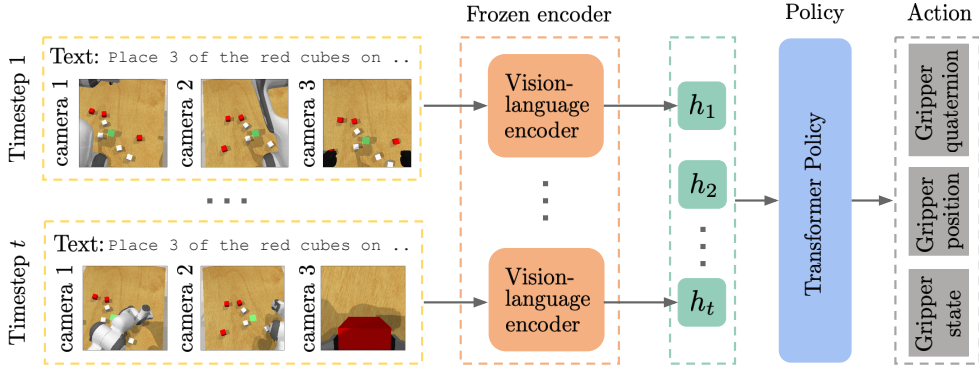 Frozen encoder
Policy
Action
Timestep 1
Text: Place 3 of the red cubes on ..
camera 1
camera 2
camera 3
Vision-
language
encoder
h₁
h₂
Transformer Policy
Gripper
quaternion
Gripper
position
Gripper
state
Timestep t
Text: Place 3 of the red cubes on ..
camera 1
camera 2
camera 3
Vision-
language
encoder
hₜ